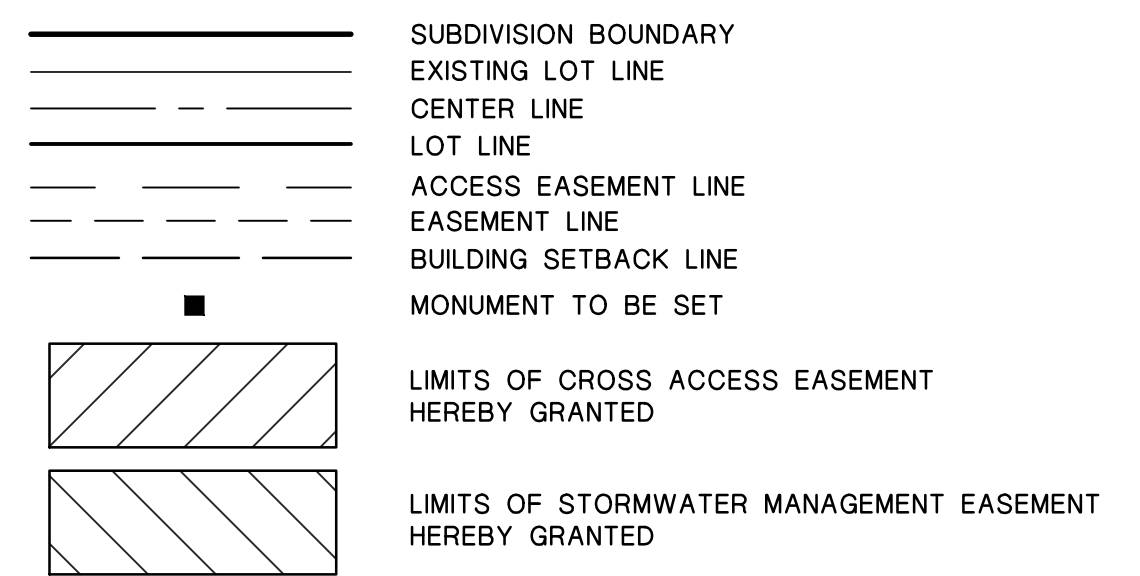 SUBDIVISION BOUNDARY
EXISTING LOT LINE
CENTER LINE
LOT LINE
ACCESS EASEMENT LINE
EASEMENT LINE
BUILDING SETBACK LINE
MONUMENT TO BE SET
LIMITS OF CROSS ACCESS EASEMENT
HEREBY GRANTED
LIMITS OF STORMWATER MANAGEMENT EASEMENT
HEREBY GRANTED